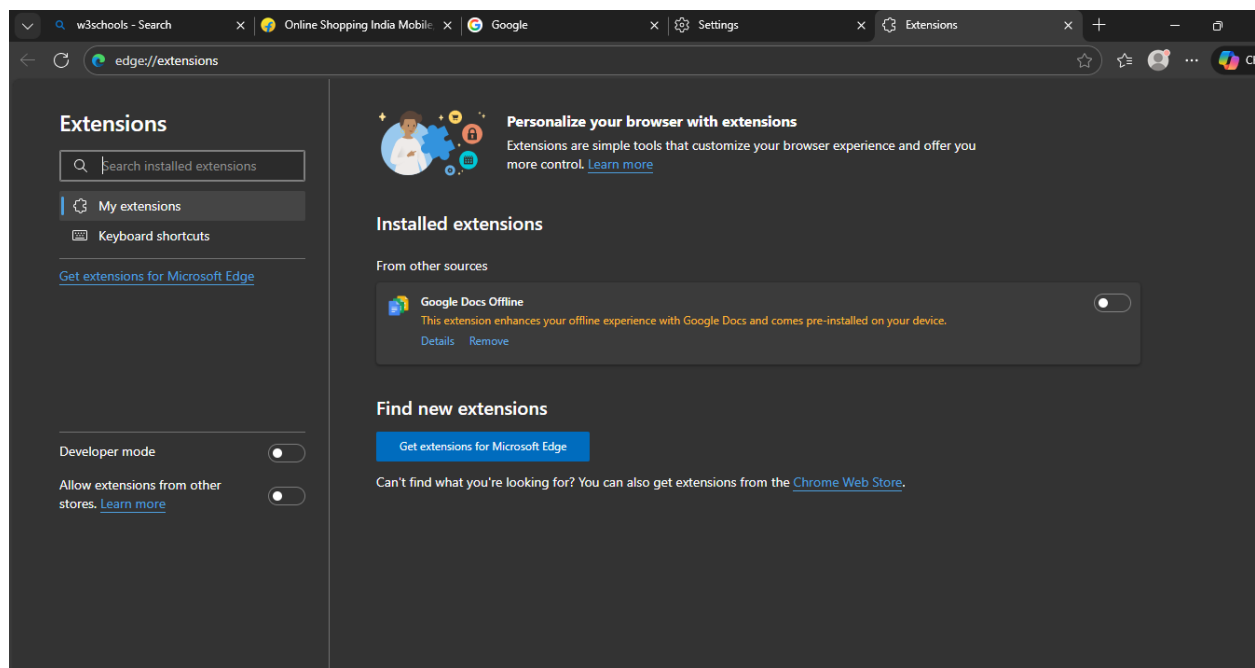 w3schools - Search
Online Shopping India Mobile,
Google
Settings
Extensions
edge://extensions
Extensions
Search installed extensions
My extensions
Keyboard shortcuts
Get extensions for Microsoft Edge
Developer mode
Allow extensions from other
stores. Learn more
Personalize your browser with extensions
Extensions are simple tools that customize your browser experience and offer you
more control. Learn more
Installed extensions
From other sources
Google Docs Offline
This extension enhances your offline experience with Google Docs and comes pre-installed on your device.
Details Remove
Find new extensions
Get extensions for Microsoft Edge
Can't find what you're looking for? You can also get extensions from the Chrome Web Store.